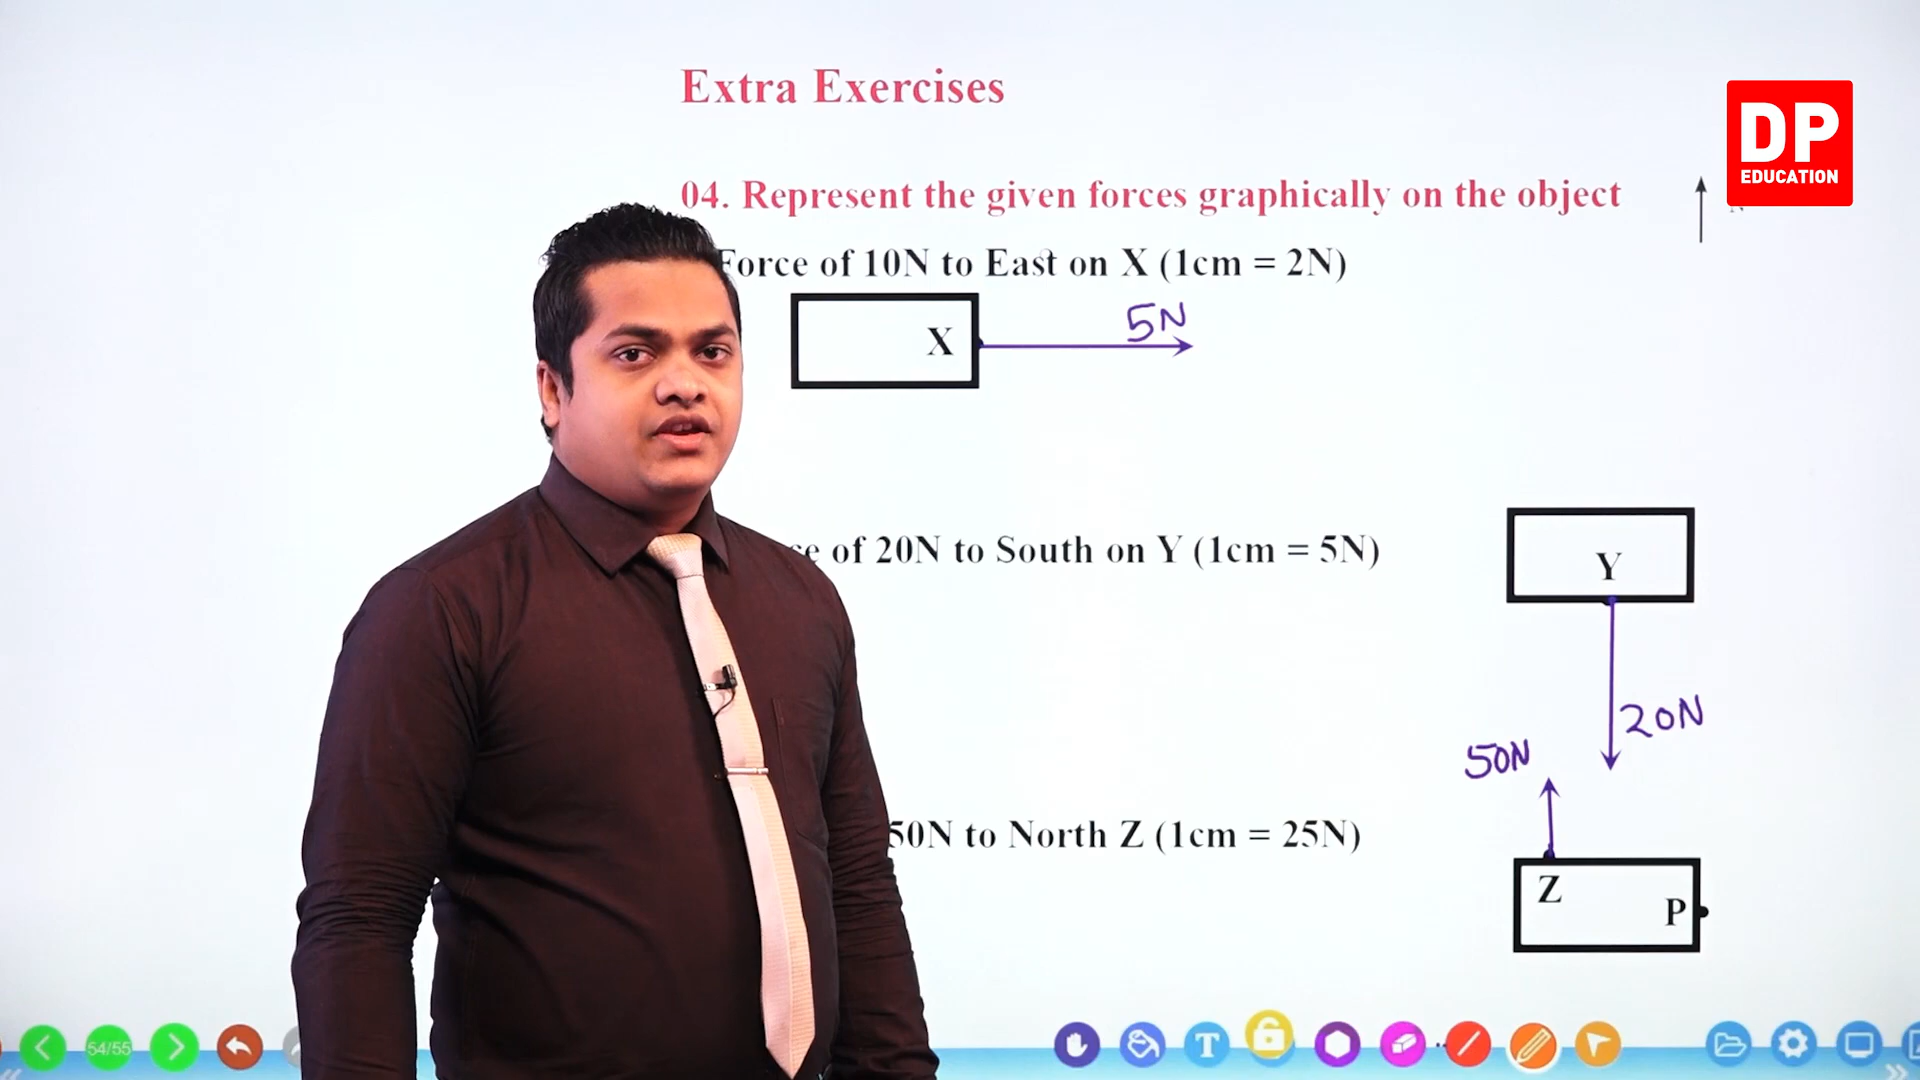 Extra Exercises
DP
EDUCATION
04. Represent the given forces graphically on the object
Force of 10N to East on X (1cm = 2N)
5N
X
of 20N to South on Y (1cm = 5N)
Y
20N
50N
50N to North Z (1cm = 25N)
Z
P
54/55
T